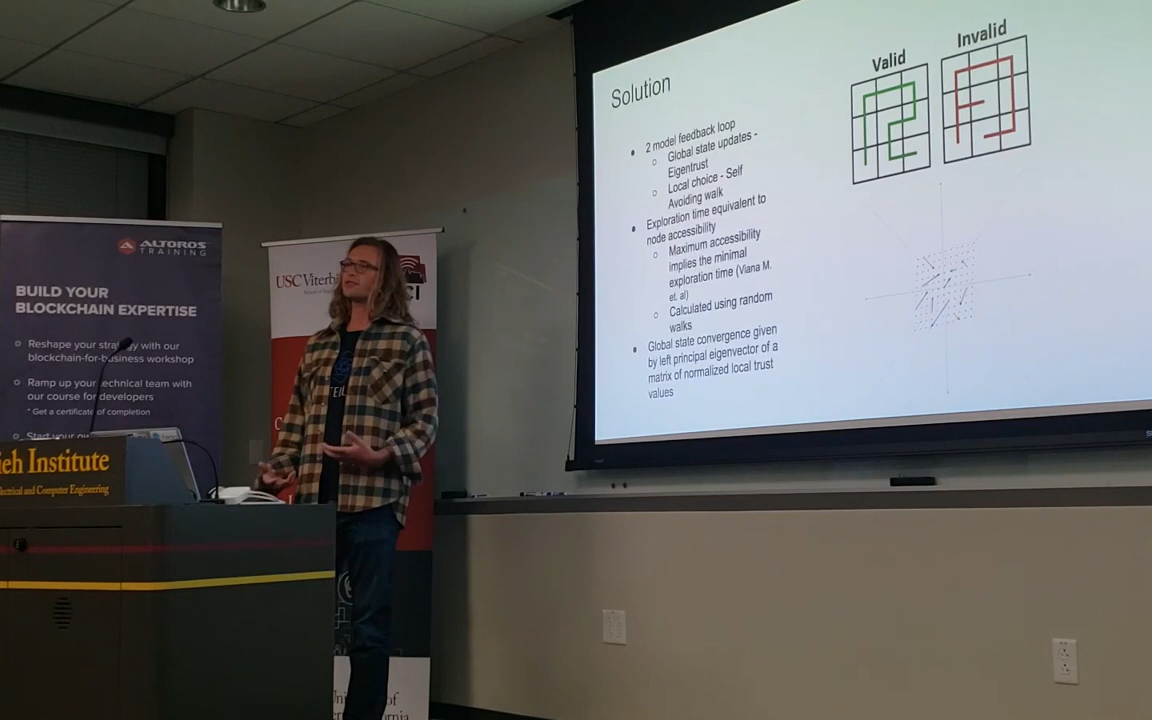 ALTOROS
TRAINING
BUILD YOUR
BLOCKCHAIN EXPERTISE
Reshape your strategy with our
blockchain-for-business workshop
Ramp up your technical team with
our course for developers
* Get a certificate of completion
Start your
USC Viterbi
CI
Institute
Electrical and Computer Engineering
of
Solution
2 model feedback loop
Global state updates -
Eigentrust
Local choice - Self
Avoiding walk
Exploration time equivalent to
node accessibility
Maximum accessibility
implies the minimal
exploration time (Viana M.
et. al)
Calculated using random
walks
Global state convergence given
by left principal eigenvector of a
matrix of normalized local trust
values
Valid
Invalid